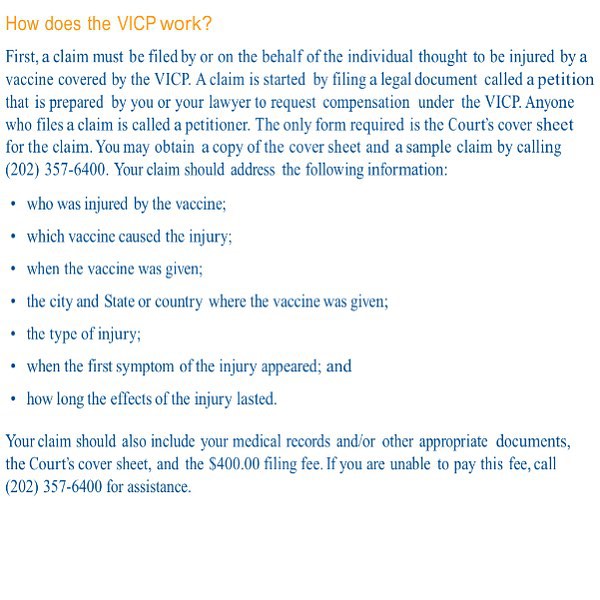 How does the VICP work?
First, a claim must be filed by or on the behalf of the individual thought to be injured by a
vaccine covered by the VICP. A claim is started by filing a legal document called a petition
that is prepared by you or your lawyer to request compensation under the VICP. Anyone
who files a claim is called a petitioner. The only form required is the Court's cover sheet
for the claim. You may obtain a copy of the cover sheet and a sample claim by calling
(202) 357-6400. Your claim should address the following information:
• who was injured by the vaccine;
• which vaccine caused the injury;
• when the vaccine was given;
• the city and State or country where the vaccine was given;
• the type of injury;
• when the first symptom of the injury appeared; and
• how long the effects of the injury lasted.
Your claim should also include your medical records and/or other appropriate documents,
the Court's cover sheet, and the $400.00 filing fee. If you are unable to pay this fee, call
(202) 357-6400 for assistance.